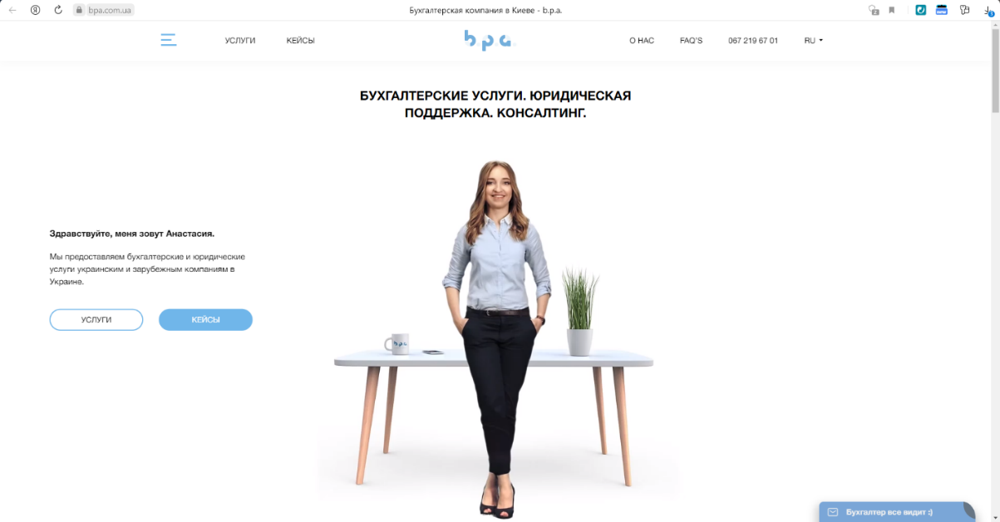 bpa.com.ua
Бухгалтерская компания в Киеве - b.p.a.
2
3
УСЛУГИ
КЕЙСЫ
b.p.a.
О НАС
FAQ'S
067 219 67 01
RU
БУХГАЛТЕРСКИЕ УСЛУГИ. ЮРИДИЧЕСКАЯ
ПОДДЕРЖКА. КОНСАЛТИНГ.
Здравствуйте, меня зовут Анастасия.
Мы предоставляем бухгалтерские и юридические
услуги украинским и зарубежным компаниям в
Украине.
УСЛУГИ
КЕЙСЫ
b.p.a.
Бухгалтер все видит :)